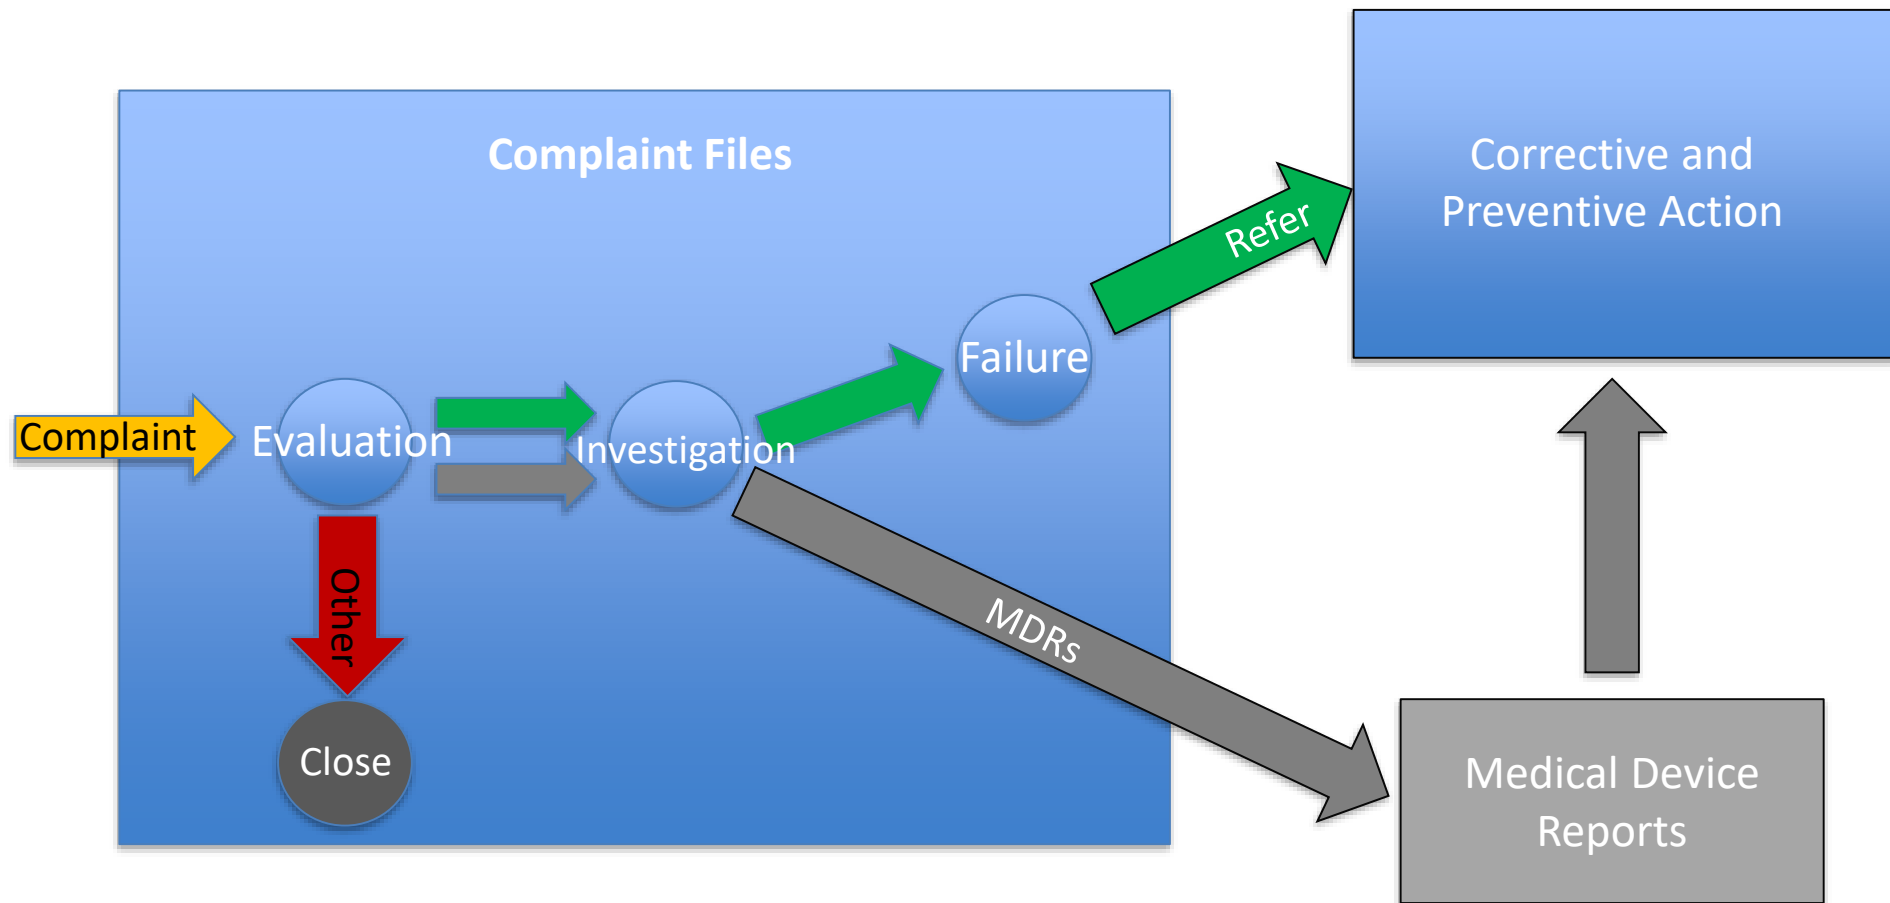 Complaint Files
Corrective and
Preventive Action
Refer
Failure
Complaint
Evaluation
Investigation
Other
MDRs
Close
Medical Device
Reports